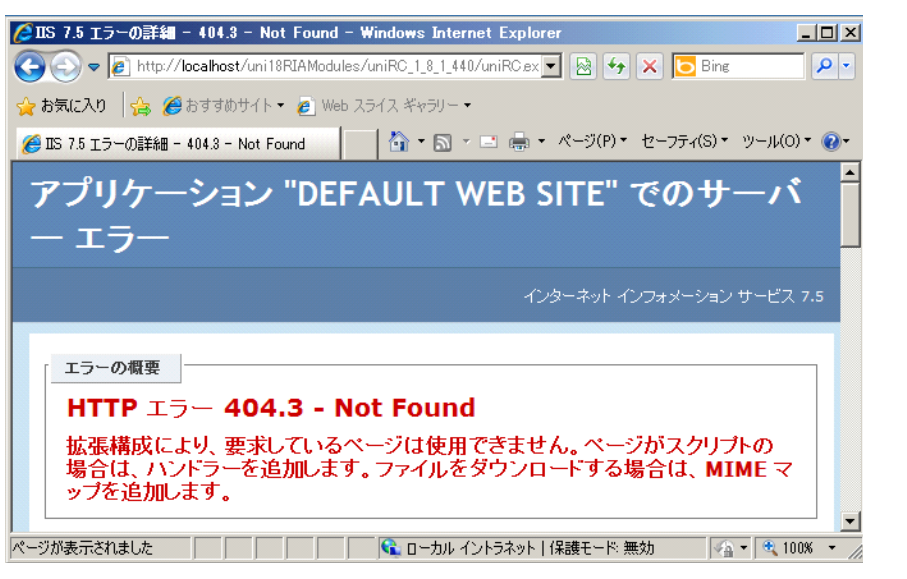 IIS 7.5 エラーの詳細 - 404.3 - Not Found - Windows Internet Explorer
http://localhost/uni18RIAModules/uniRC_1_8_1_440/uniRC.ex
Bing
お気に入り おすすめサイト Web スライス ギャラリー
IIS 7.5 エラーの詳細 - 404.3 - Not Found ページ(P) セーフティ(S) ツール(O)
アプリケーション "DEFAULT WEB SITE" でのサーバ
ー エラー
インターネット インフォメーション サービス 7.5
エラーの概要
HTTP エラー 404.3 - Not Found
拡張構成により、要求しているページは使用できません。ページがスクリプトの
場合は、ハンドラーを追加します。ファイルをダウンロードする場合は、MIME マ
ップを追加します。
ページが表示されました ローカル イントラネット | 保護モード: 無効 100%